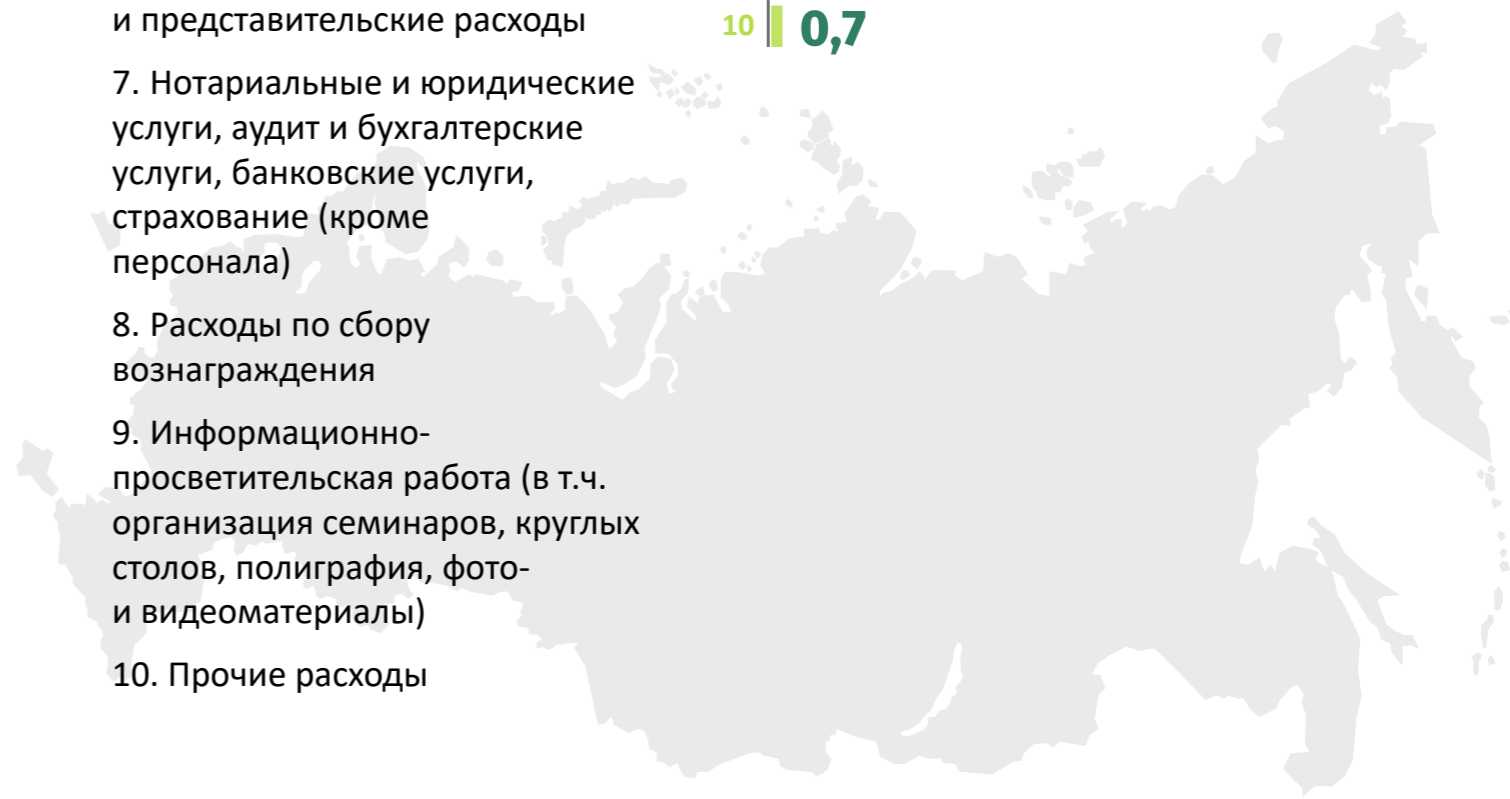 и представительские расходы
10 0,7
7. Нотариальные и юридические
услуги, аудит и бухгалтерские
услуги, банковские услуги,
страхование (кроме
персонала)
8. Расходы по сбору
вознаграждения
9. Информационно-
просветительская работа (в т.ч.
организация семинаров, круглых
столов, полиграфия, фото-
и видеоматериалы)
10. Прочие расходы